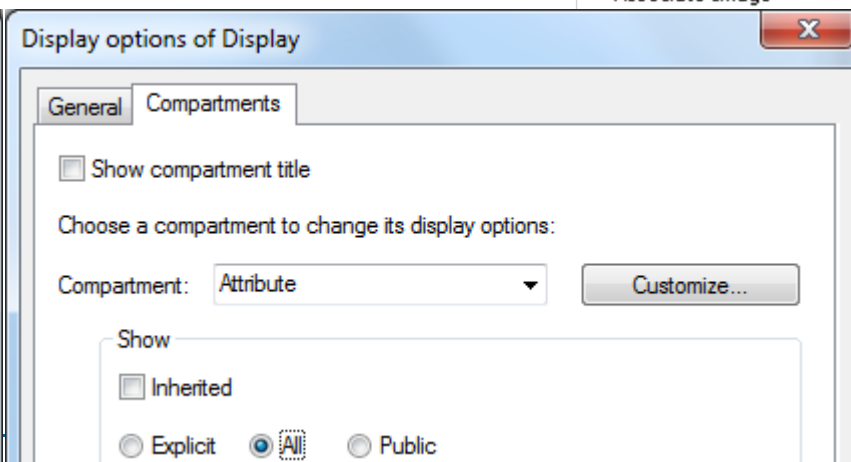 Display options of Display
General Compartments
Show compartment title
Choose a compartment to change its display options:
Compartment: Attribute Customize...
Show
Inherited
Explicit All Public